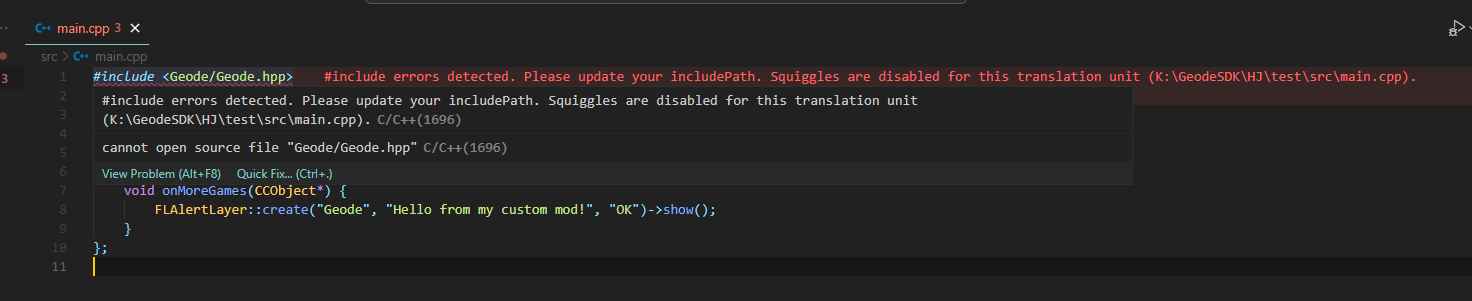 main.cpp 3
src > main.cpp
3
1 #include <Geode/Geode.hpp> #include errors detected. Please update your includePath. Squiggles are disabled for this translation unit (K:\GeodeSDK\HJ\test\src\main.cpp).
2
#include errors detected. Please update your includePath. Squiggles are disabled for this translation unit
3
(K:\GeodeSDK\HJ\test\src\main.cpp). C/C++(1696)
4
5
cannot open source file "Geode/Geode.hpp" C/C++(1696)
6
View Problem (Alt+F8) Quick Fix... (Ctrl+.)
7 void onMoreGames(CCObject*) {
8 FLAlertLayer::create("Geode", "Hello from my custom mod!", "OK")->show();
9 }
10 };
11